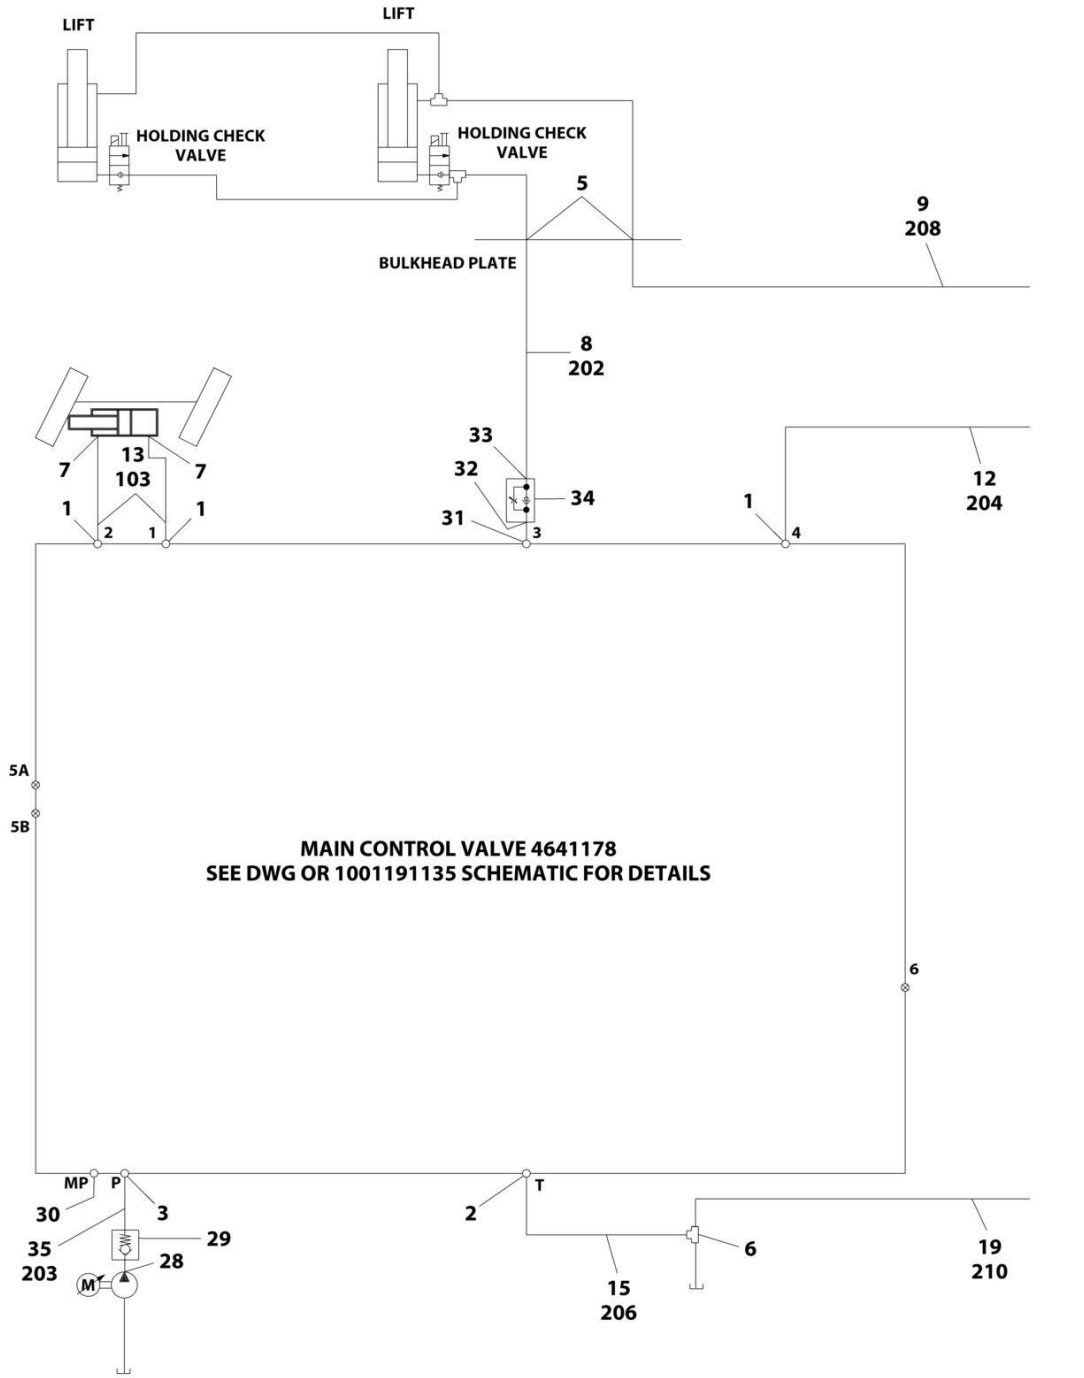 LIFT
LIFT
HOLDING CHECK
VALVE
HOLDING CHECK
VALVE
5
9
208
BULKHEAD PLATE
8
202
33
32
34
31
3
7
13
103
7
1
2
1
1
12
204
1
4
5A
5B
MAIN CONTROL VALVE 4641178
SEE DWG OR 1001191135 SCHEMATIC FOR DETAILS
6
MP
P
30
3
35
203
29
28
M
T
2
6
15
206
19
210